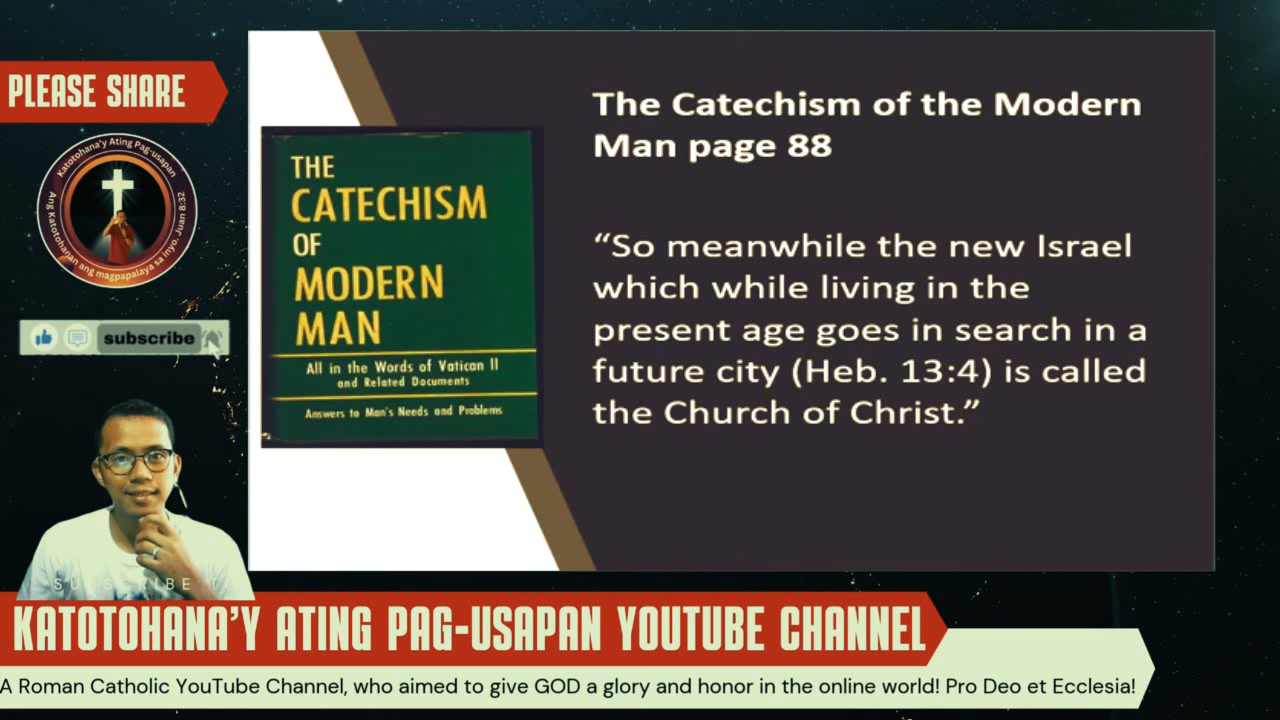 PLEASE SHARE
Katotohana'y Ating Pag-usapan
Ang Katotohanan ang magpapalaya sa inyo. Juan 8:32
subscribe
THE
CATECHISM
OF
MODERN
MAN
All in the Words of Vatican II
and Related Documents
Answers to Man's Needs and Problems
The Catechism of the Modern
Man page 88
“So meanwhile the new Israel
which while living in the
present age goes in search in a
future city (Heb. 13:4) is called
the Church of Christ.”
KATOTOHANA'Y ATING PAG-USAPAN YOUTUBE CHANNEL
A Roman Catholic YouTube Channel, who aimed to give GOD a glory and honor in the online world! Pro Deo et Ecclesia!